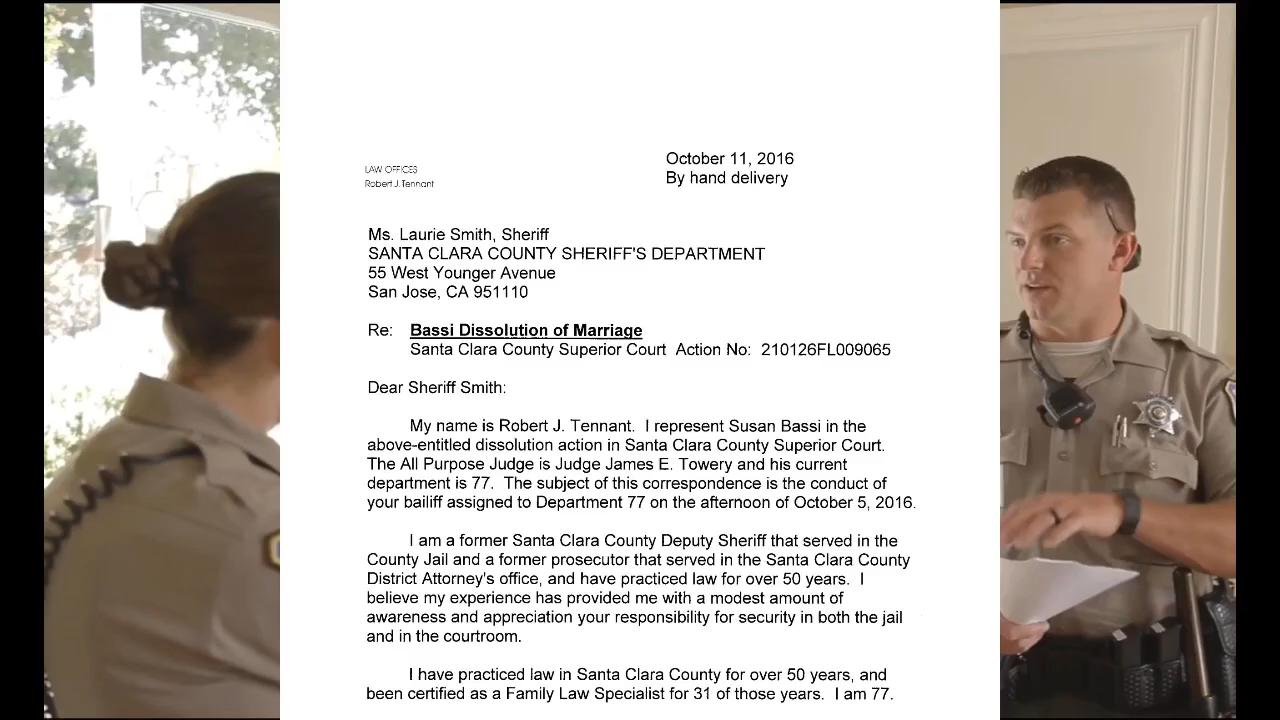 October 11, 2016
LAW OFFICES
By hand delivery
Robert J. Tennant
Ms. Laurie Smith, Sheriff
SANTA CLARA COUNTY SHERIFF'S DEPARTMENT
55 West Younger Avenue
San Jose, CA 951110
Re: Bassi Dissolution of Marriage
Santa Clara County Superior Court Action No: 210126FL009065
Dear Sheriff Smith:
My name is Robert J. Tennant. I represent Susan Bassi in the
above-entitled dissolution action in Santa Clara County Superior Court.
The All Purpose Judge is Judge James E. Towery and his current
department is 77. The subject of this correspondence is the conduct of
your bailiff assigned to Department 77 on the afternoon of October 5, 2016.
I am a former Santa Clara County Deputy Sheriff that served in the
County Jail and a former prosecutor that served in the Santa Clara County
District Attorney's office, and have practiced law for over 50 years. I
believe my experience has provided me with a modest amount of
awareness and appreciation your responsibility for security in both the jail
and in the courtroom.
I have practiced law in Santa Clara County for over 50 years, and
been certified as a Family Law Specialist for 31 of those years. I am 77.